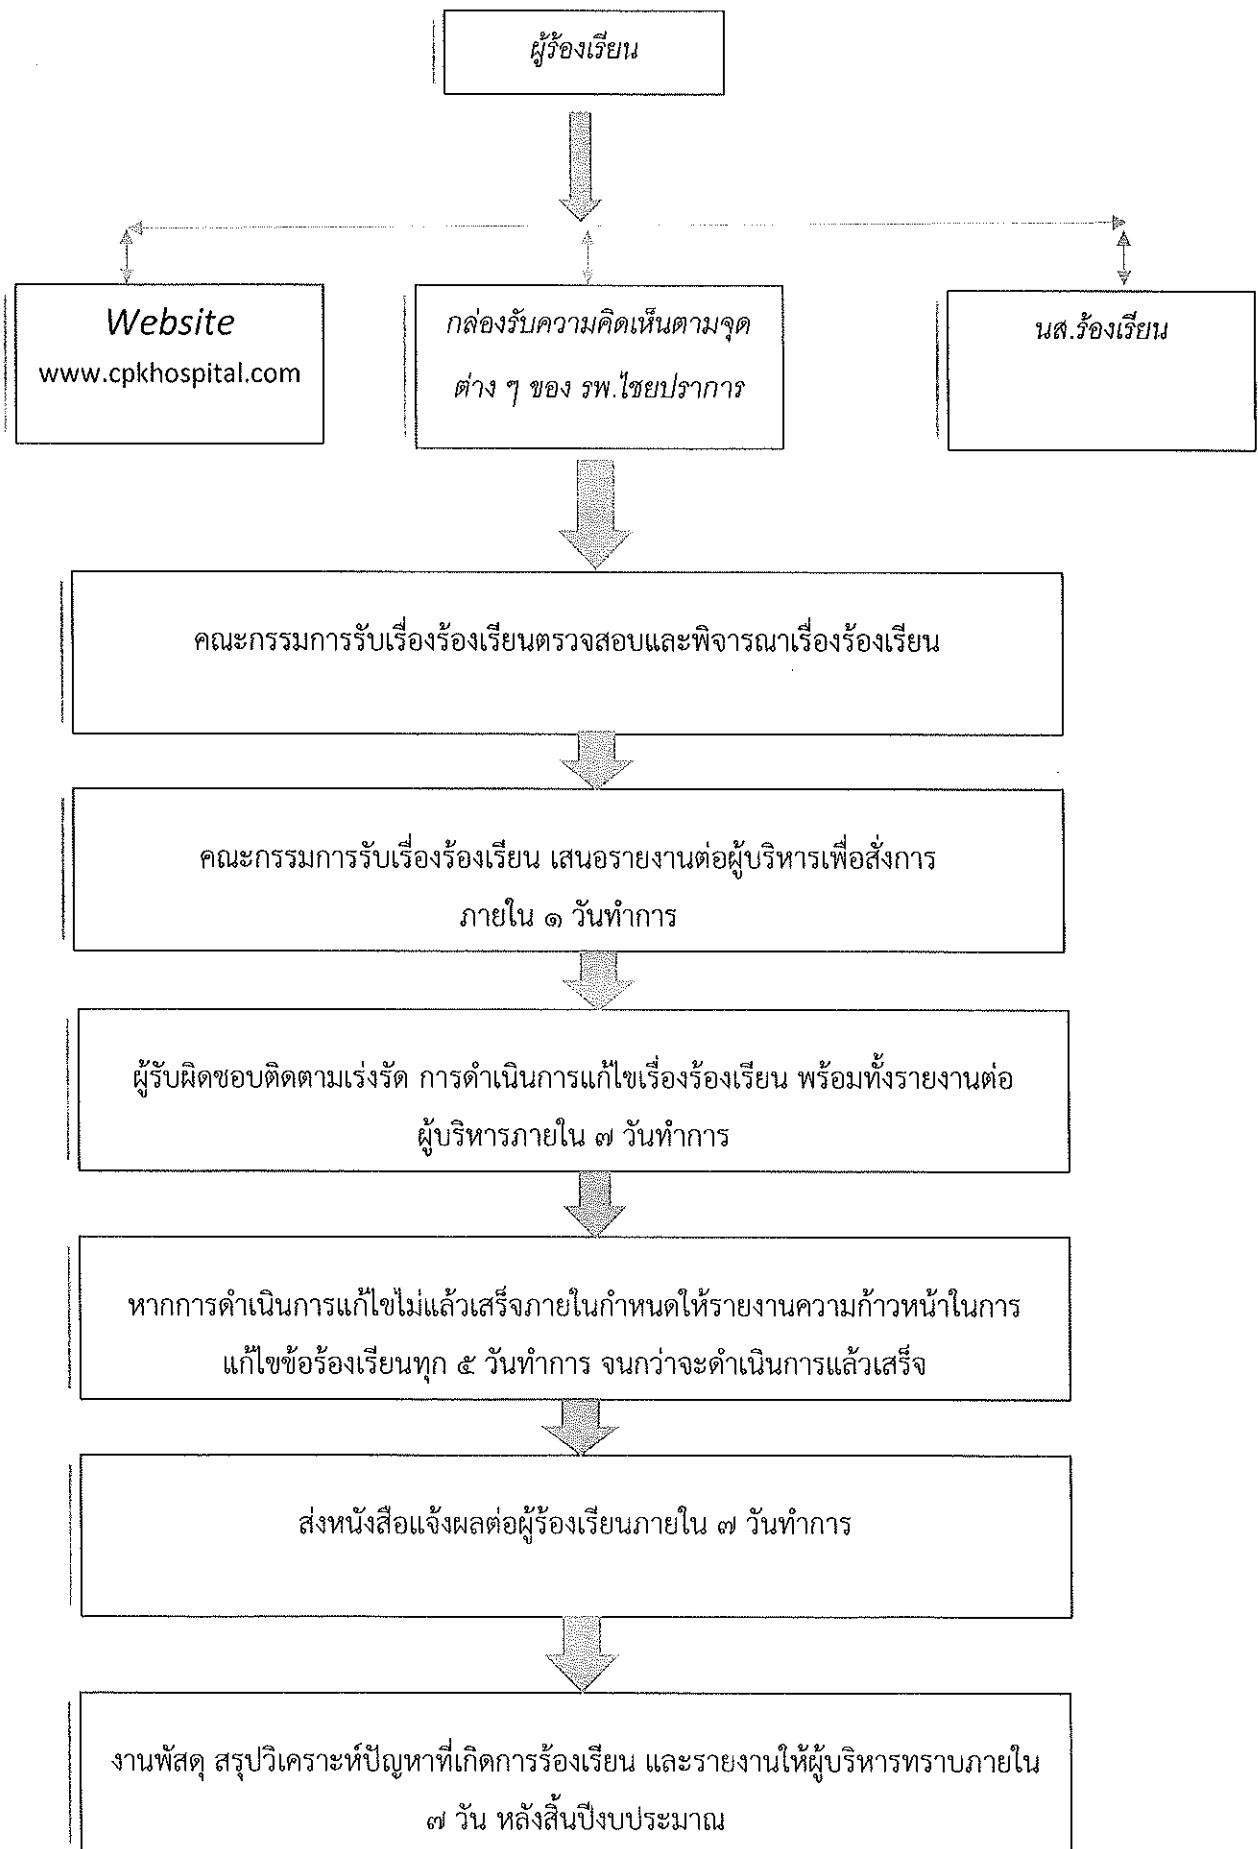 ผู้ร้องเรียน
Website
www.cpkhospital.com
กล่องรับความคิดเห็นตามจุด
ต่าง ๆ ของ รพ.ไชยปราการ
นส.ร้องเรียน
คณะกรรมการรับเรื่องร้องเรียนตรวจสอบและพิจารณาเรื่องร้องเรียน
คณะกรรมการรับเรื่องร้องเรียน เสนอรายงานต่อผู้บริหารเพื่อสั่งการ
ภายใน ๑ วันทำการ
ผู้รับผิดชอบติดตามเร่งรัด การดำเนินการแก้ไขเรื่องร้องเรียน พร้อมทั้งรายงานต่อ
ผู้บริหารภายใน ๗ วันทำการ
หากการดำเนินการแก้ไขไม่แล้วเสร็จภายในกำหนดให้รายงานความก้าวหน้าในการ
แก้ไขข้อร้องเรียนทุก ๕ วันทำการ จนกว่าจะดำเนินการแล้วเสร็จ
ส่งหนังสือแจ้งผลต่อผู้ร้องเรียนภายใน ๗ วันทำการ
งานพัสดุ สรุปวิเคราะห์ปัญหาที่เกิดการร้องเรียน และรายงานให้ผู้บริหารทราบภายใน
๗ วัน หลังสิ้นปีงบประมาณ